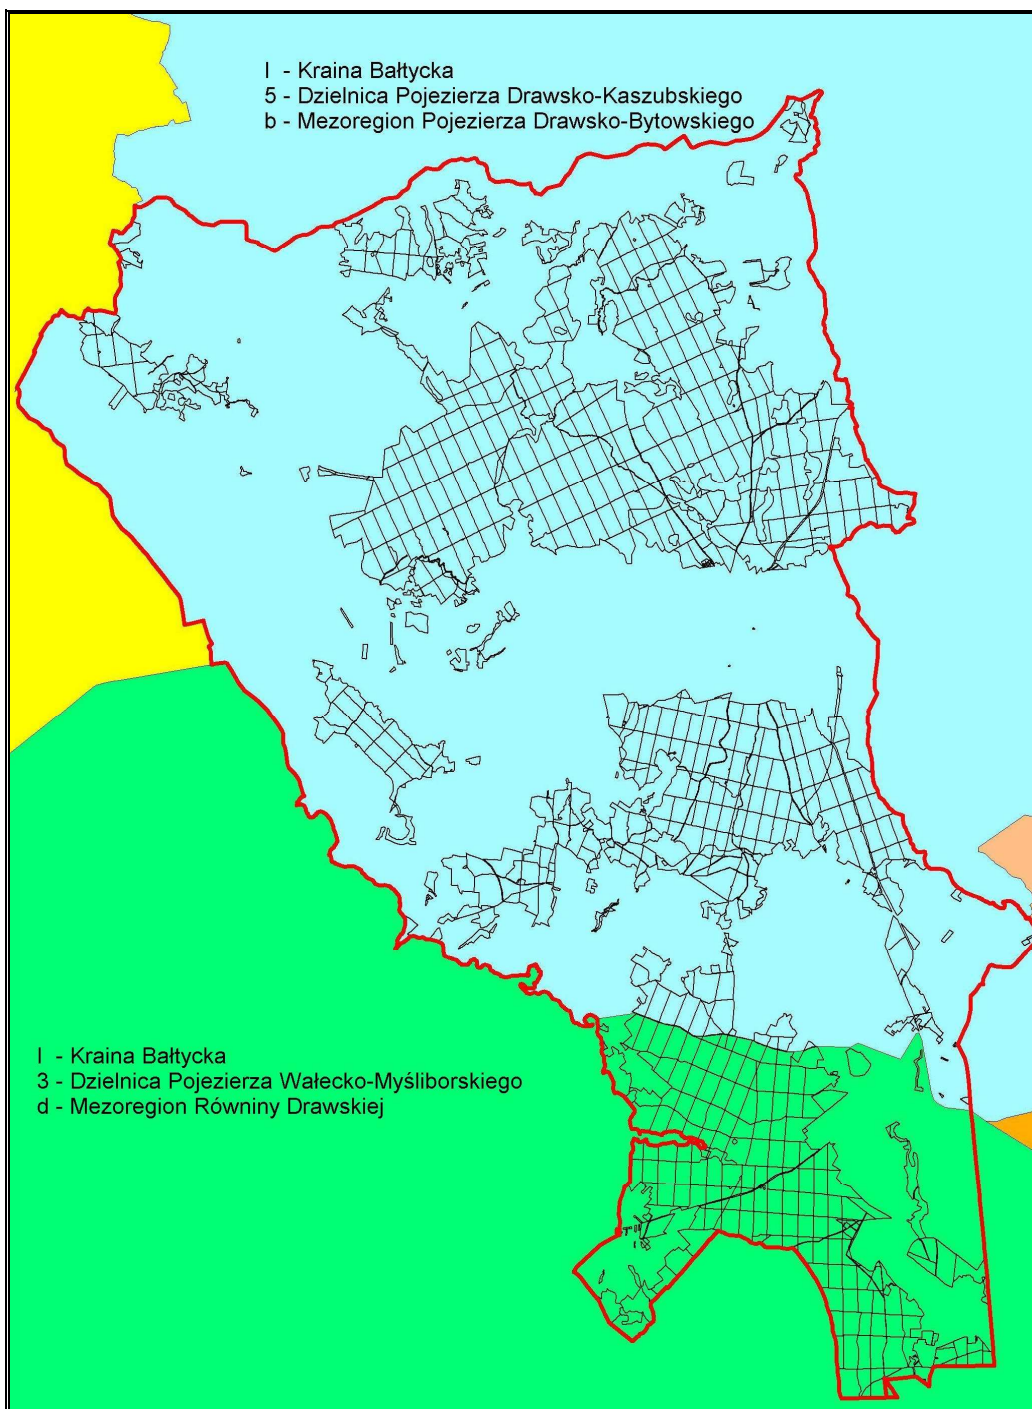 I - Kraina Bałtycka
5 - Dzielnica Pojezierza Drawsko-Kaszubskiego
b - Mezoregion Pojezierza Drawsko-Bytowskiego
I - Kraina Bałtycka
3 - Dzielnica Pojezierza Wałecko-Myśliborskiego
d - Mezoregion Równiny Drawskiej